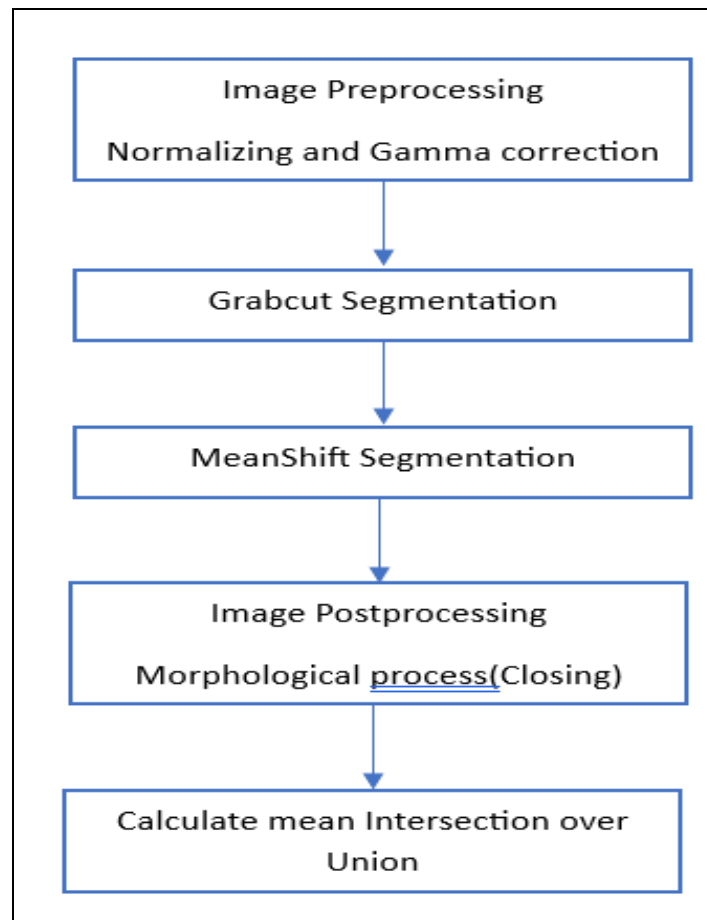 Image Preprocessing
Normalizing and Gamma correction
Grabcut Segmentation
MeanShift Segmentation
Image Postprocessing
Morphological process(Closing)
Calculate mean Intersection over
Union